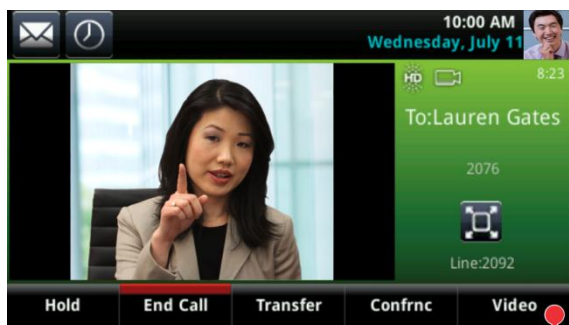 10:00 AM
Wednesday, July 11
HD
8:23
To:Lauren Gates
2076
Line:2092
Hold
End Call
Transfer
Confrnc
Video